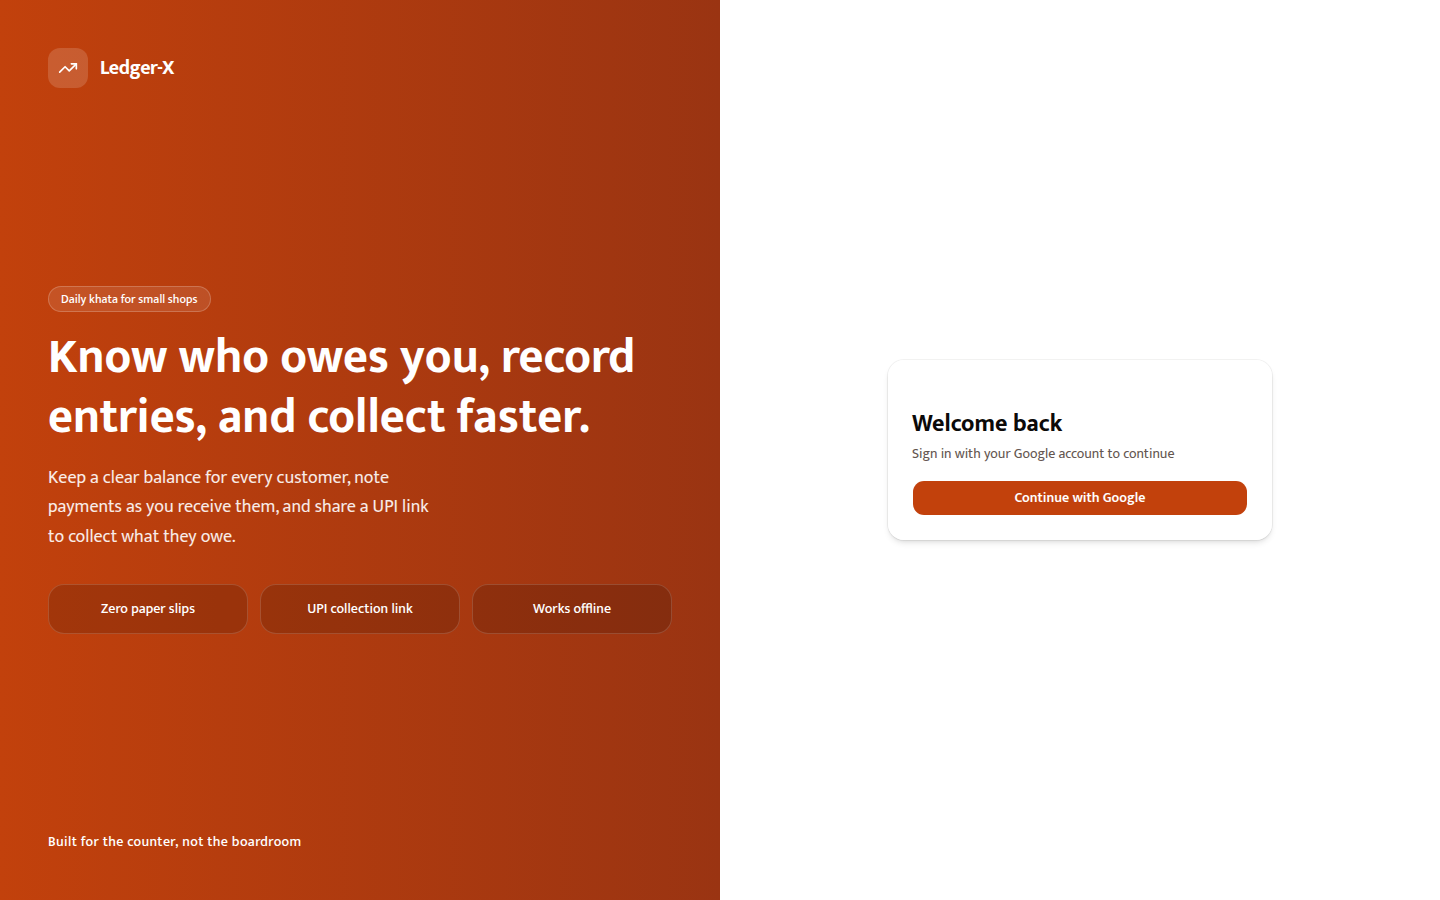 Ledger-X
Daily khata for small shops
Know who owes you, record
entries, and collect faster.
Keep a clear balance for every customer, note
payments as you receive them, and share a UPI link
to collect what they owe.
Zero paper slips
UPI collection link
Works offline
Built for the counter, not the boardroom
Welcome back
Sign in with your Google account to continue
Continue with Google